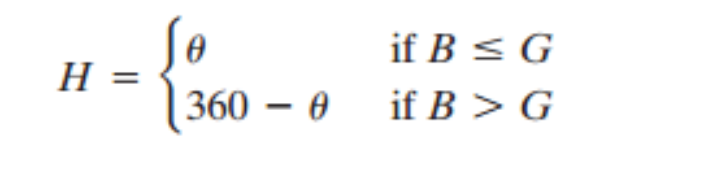 H = { θ if B ≤ G
360 − θ if B > G